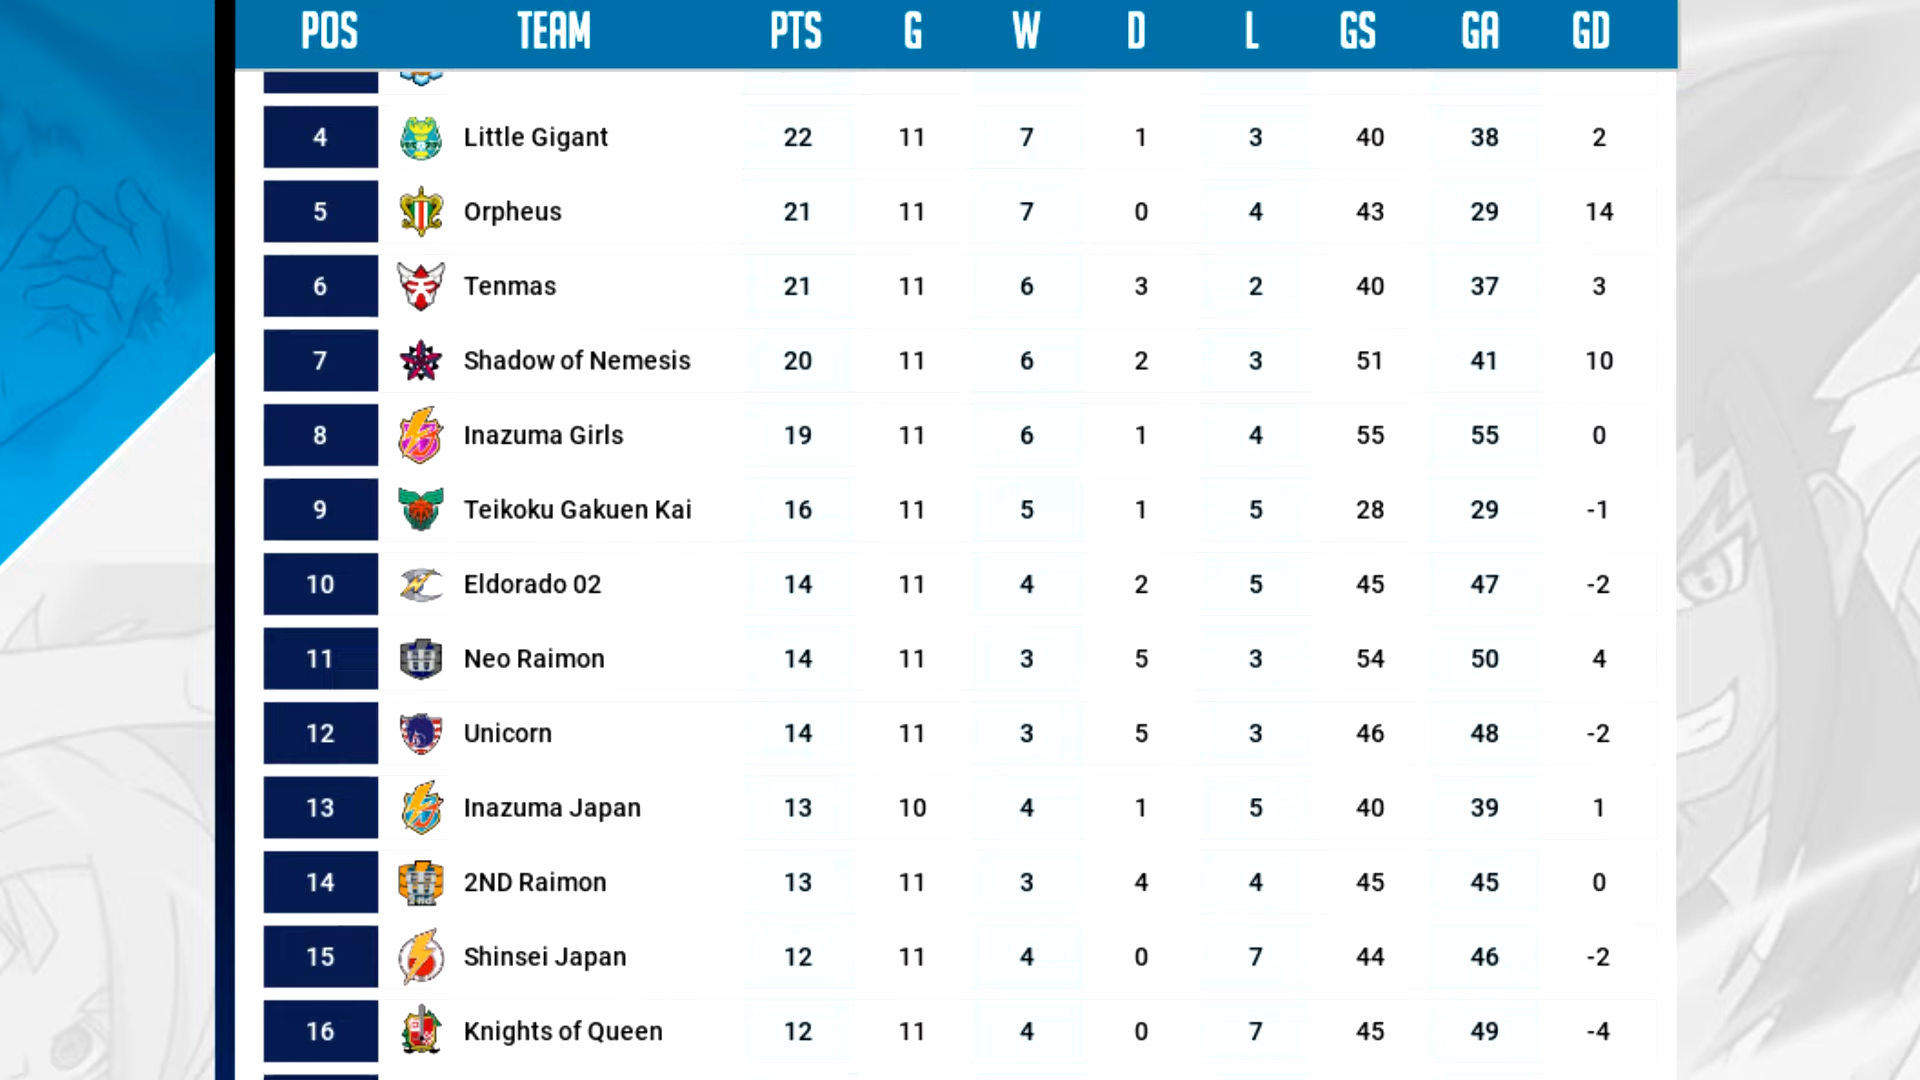 POS TEAM PTS G W D L GS GA GD
4 Little Gigant 22 11 7 1 3 40 38 2
5 Orpheus 21 11 7 0 4 43 29 14
6 Tenmas 21 11 6 3 2 40 37 3
7 Shadow of Nemesis 20 11 6 2 3 51 41 10
8 Inazuma Girls 19 11 6 1 4 55 55 0
9 Teikoku Gakuen Kai 16 11 5 1 5 28 29 -1
10 Eldorado 02 14 11 4 2 5 45 47 -2
11 Neo Raimon 14 11 3 5 3 54 50 4
12 Unicorn 14 11 3 5 3 46 48 -2
13 Inazuma Japan 13 10 4 1 5 40 39 1
14 2ND Raimon 13 11 3 4 4 45 45 0
15 Shinsei Japan 12 11 4 0 7 44 46 -2
16 Knights of Queen 12 11 4 0 7 45 49 -4